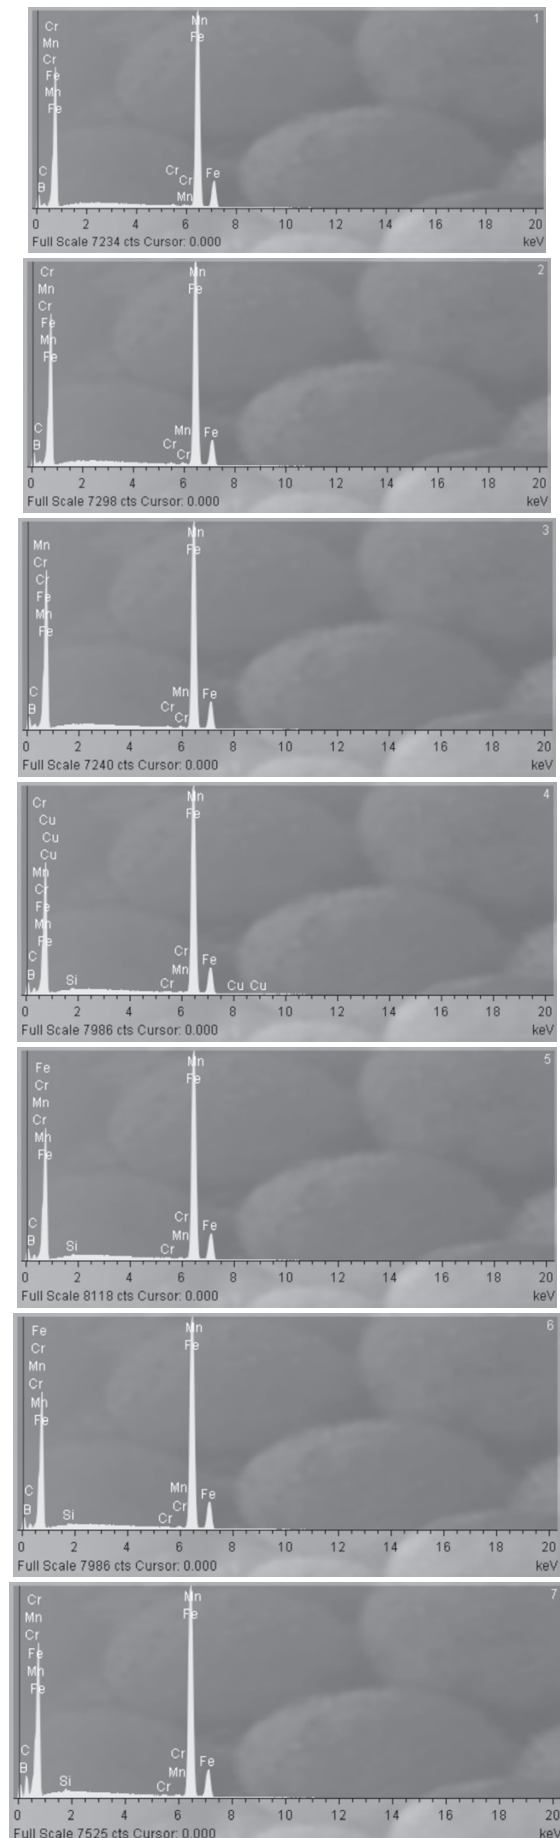 1
Cr
Mn
Mn
Fe
Cr
Fe
Mn
Fe
C
B
Cr
Cr
Mn
Fe
0 2 4 6 8 10 12 14 16 18 20
Full Scale 7234 cts Cursor: 0.000 keV
2
Cr
Mn
Mn
Fe
Cr
Fe
Mn
Fe
C
B
Mn
Cr
Cr
Fe
0 2 4 6 8 10 12 14 16 18 20
Full Scale 7298 cts Cursor: 0.000 keV
3
Mn
Mn
Cr
Fe
Cr
Fe
Mn
Fe
C
B
Mn
Cr
Cr
Fe
0 2 4 6 8 10 12 14 16 18 20
Full Scale 7240 cts Cursor: 0.000 keV
4
Mn
Cr
Fe
Cu
Cu
Cu
Mn
Cr
Fe
Mn
Fe
C
B
Si
Cr
Mn
Cr
Fe
Cu Cu
0 2 4 6 8 10 12 14 16 18 20
Full Scale 7986 cts Cursor: 0.000 keV
5
Mn
Fe
Fe
Cr
Mn
Cr
Mn
Fe
C
B
Si
Cr
Mn
Cr
Fe
0 2 4 6 8 10 12 14 16 18 20
Full Scale 8118 cts Cursor: 0.000 keV
6
Fe
Mn
Cr
Fe
Mn
Cr
Mn
Fe
C
B
Si
Mn
Cr
Cr
Fe
0 2 4 6 8 10 12 14 16 18 20
Full Scale 7986 cts Cursor: 0.000 keV
7
Cr
Mn
Mn
Fe
Cr
Fe
Mn
Fe
C
B
Si
Cr
Mn
Cr
Fe
0 2 4 6 8 10 12 14 16 18 20
Full Scale 7525 cts Cursor: 0.000 keV